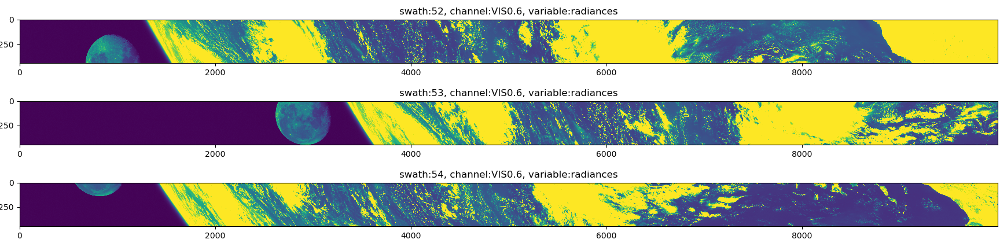 swath:52, channel:VIS0.6, variable:radiances
0
250
0 2000 4000 6000 8000
swath:53, channel:VIS0.6, variable:radiances
0
250
0 2000 4000 6000 8000
swath:54, channel:VIS0.6, variable:radiances
0
250
0 2000 4000 6000 8000